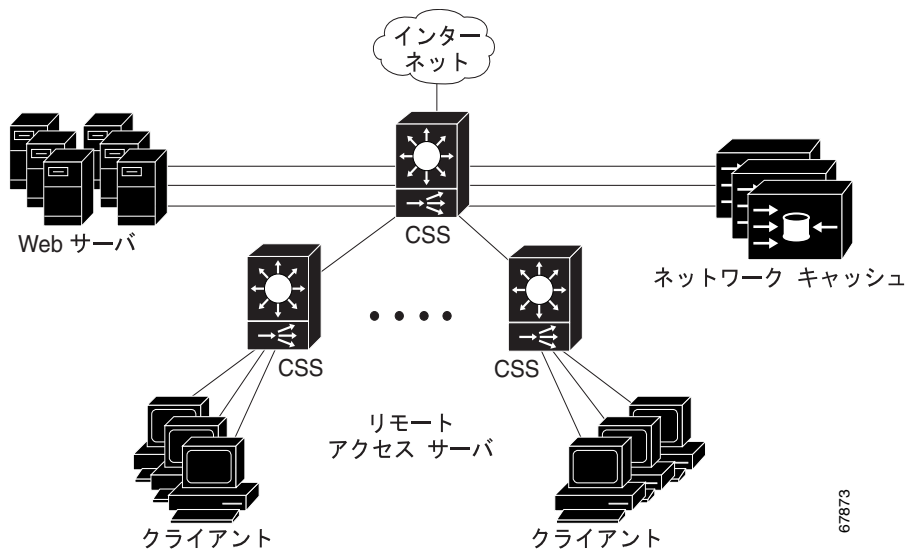 インター
ネット
Web サーバ
CSS
ネットワーク キャッシュ
CSS
CSS
リモート
アクセス サーバ
クライアント
クライアント
67873